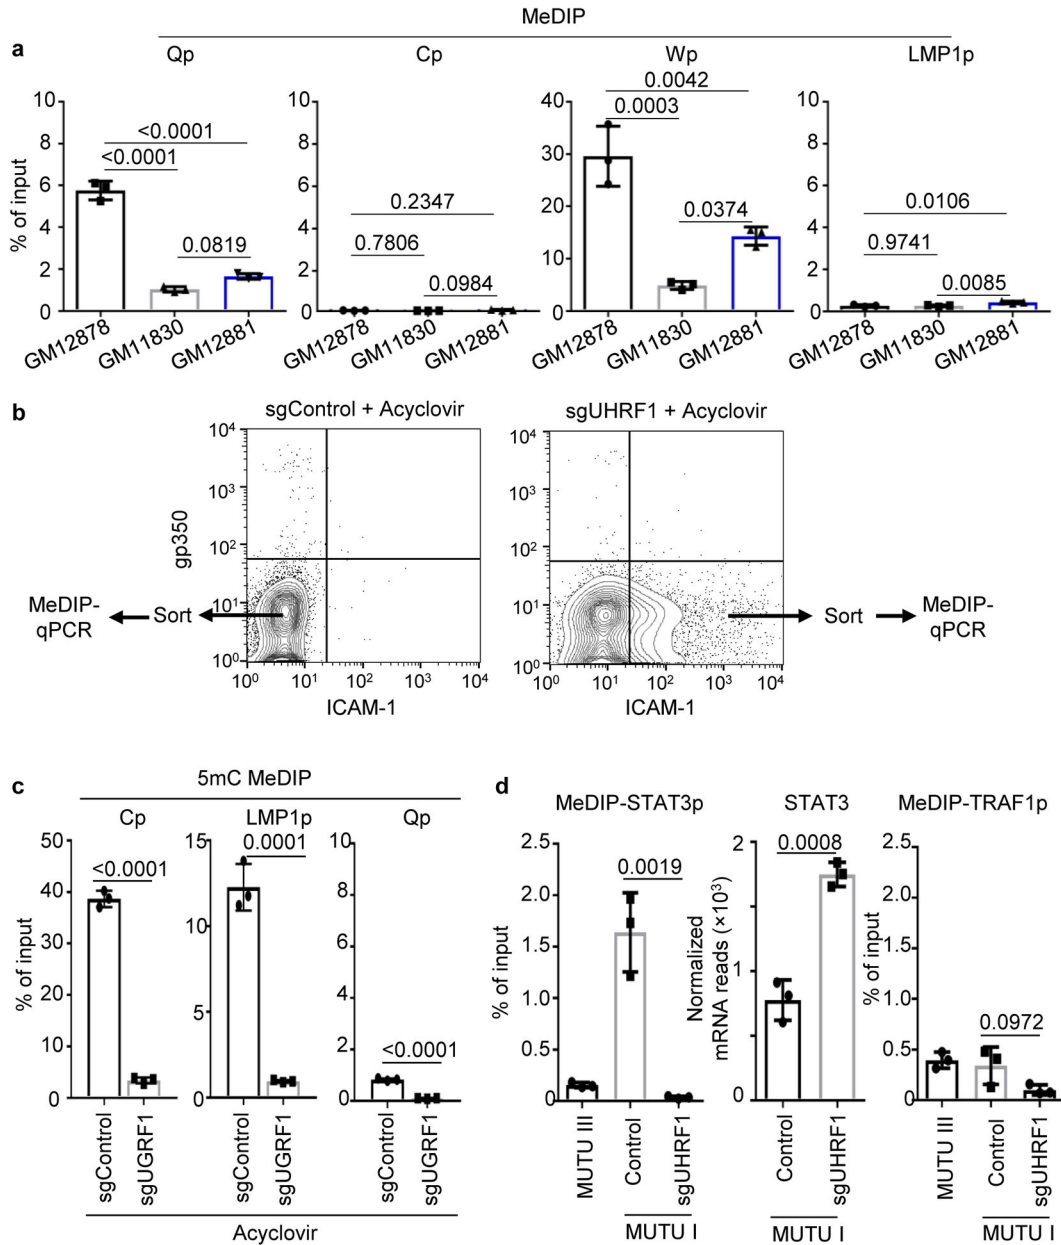 MeDIP
a
Qp
Cp
Wp
LMP1p
% of input
10
8
6
4
2
0
<0.0001
<0.0001
0.0819
GM12878
GM11830
GM12881
10
8
6
4
2
0
0.2347
0.7806
0.0984
GM12878
GM11830
GM12881
40
30
20
10
0
0.0042
0.0003
0.0374
GM12878
GM11830
GM12881
10
8
6
4
2
0
0.0106
0.9741
0.0085
GM12878
GM11830
GM12881
b
sgControl + Acyclovir
gp350
10⁴
10³
10²
10¹
10⁰
10⁰ 10¹ 10² 10³ 10⁴
ICAM-1
MeDIP-
qPCR
Sort
sgUHRF1 + Acyclovir
10⁴
10³
10²
10¹
10⁰
10⁰ 10¹ 10² 10³ 10⁴
ICAM-1
Sort
MeDIP-
qPCR
c
5mC MeDIP
Cp
% of input
50
40
30
20
10
0
<0.0001
sgControl
sgUGRF1
LMP1p
15
10
5
0
0.0001
sgControl
sgUGRF1
Qp
10
8
6
4
2
0
<0.0001
sgControl
sgUGRF1
Acyclovir
d
MeDIP-STAT3p
% of input
2.5
2.0
1.5
1.0
0.5
0
0.0019
MUTU III
Control
sgUHRF1
MUTU I
STAT3
Normalized
mRNA reads (×10³)
2
1
0
0.0008
Control
sgUHRF1
MUTU I
MeDIP-TRAF1p
% of input
2.5
2.0
1.5
1.0
0.5
0
0.0972
MUTU III
Control
sgUHRF1
MUTU I